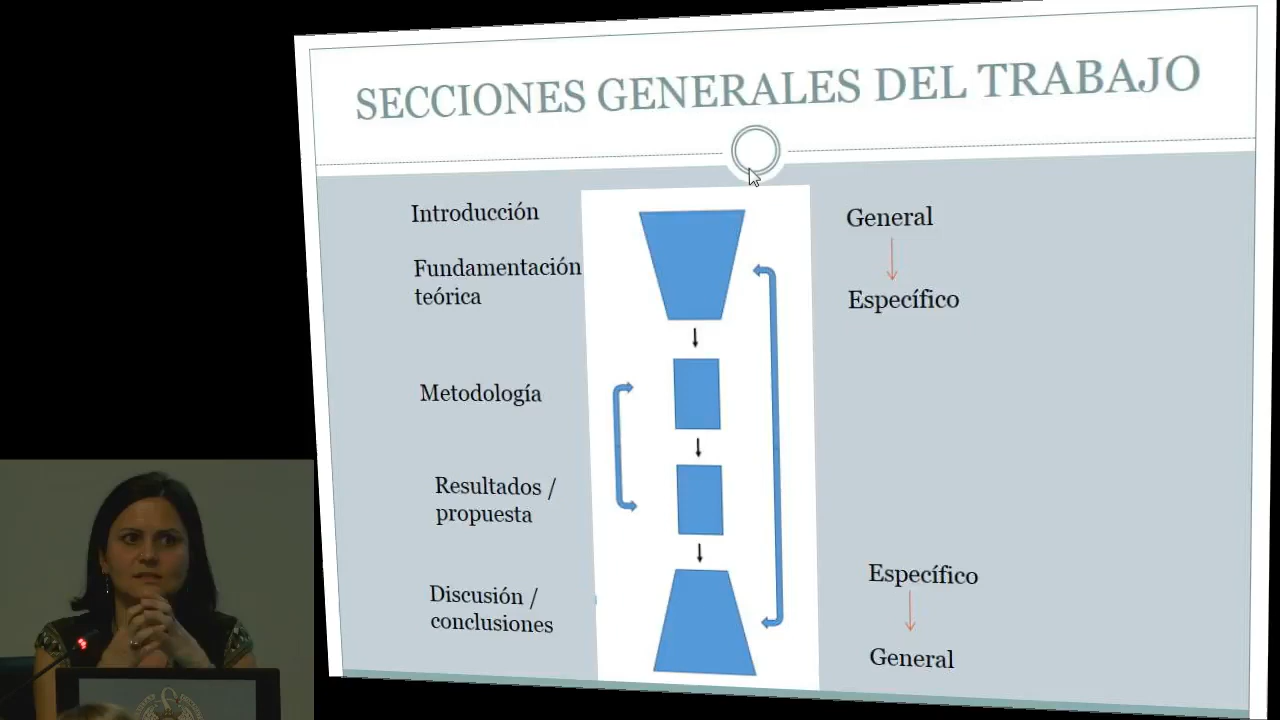 SECCIONES GENERALES DEL TRABAJO
Introducción
General
Fundamentación
teórica
Específico
Metodología
Resultados /
propuesta
Discusión /
conclusiones
Específico
General